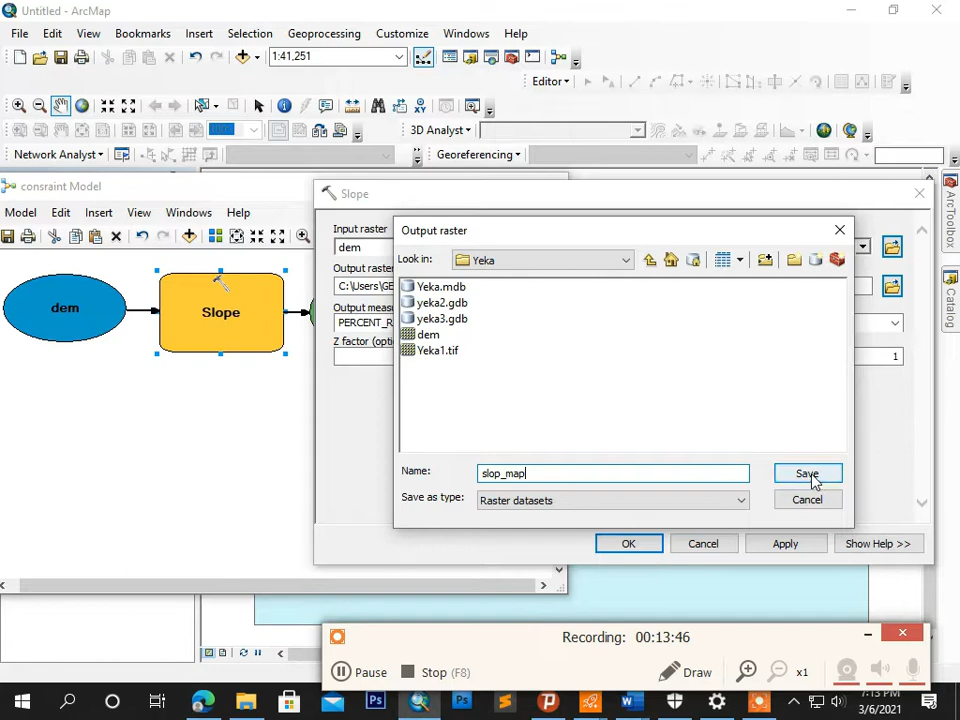 Untitled - ArcMap
File Edit View Bookmarks Insert Selection Geoprocessing Customize Windows Help
1:41,251
Editor
3D Analyst
Network Analyst
Georeferencing
consraint Model
Model Edit Insert View Windows Help
dem
Slope
Slope
Input raster
dem
Output raste
C:\Users\GE
Output meas
PERCENT_R
Z factor (opti
1
OK
Cancel
Apply
Show Help >>
Output raster
Look in:
Yeka
Yeka.mdb
yeka2.gdb
yeka3.gdb
dem
Yeka1.tif
Name:
slop_map
Save
Save as type:
Raster datasets
Cancel
ArcToolbox
Catalog
Recording: 00:13:46
Pause
Stop (F8)
Draw
x1
7:13 PM
3/6/2021